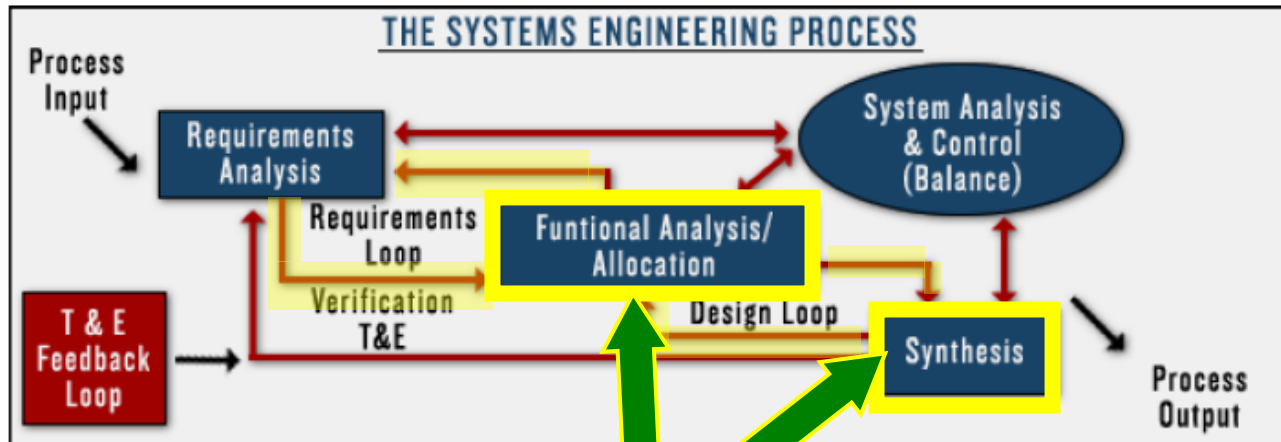 THE SYSTEMS ENGINEERING PROCESS
Process
Input
Requirements
Analysis
System Analysis
& Control
(Balance)
Requirements
Loop
Funtional Analysis/
Allocation
Verification
T&E
Design Loop
T & E
Feedback
Loop
Synthesis
Process
Output